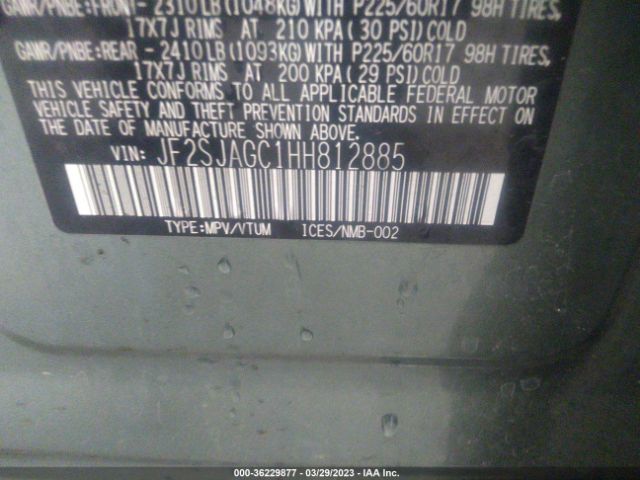 GAWR/PNBE:FRONT- 2310 LB(1048KG)WITH P225/60R17 98H TIRES,
17X7J RIMS AT 210 KPA(30 PSI)COLD
GAWR/PNBE:REAR - 2410 LB(1093KG)WITH P225/60R17 98H TIRES,
17X7J RIMS AT 200 KPA(29 PSI)COLD
THIS VEHICLE CONFORMS TO ALL APPLICABLE FEDERAL MOTOR
VEHICLE SAFETY AND THEFT PREVENTION STANDARDS IN EFFECT ON
THE DATE OF MANUFACTURE SHOWN ABOVE.
VIN: JF2SJAGC1HH812885
TYPE:MPV/VTUM ICES/NMB-002
000-36229877 - 03/29/2023 - IAA Inc.